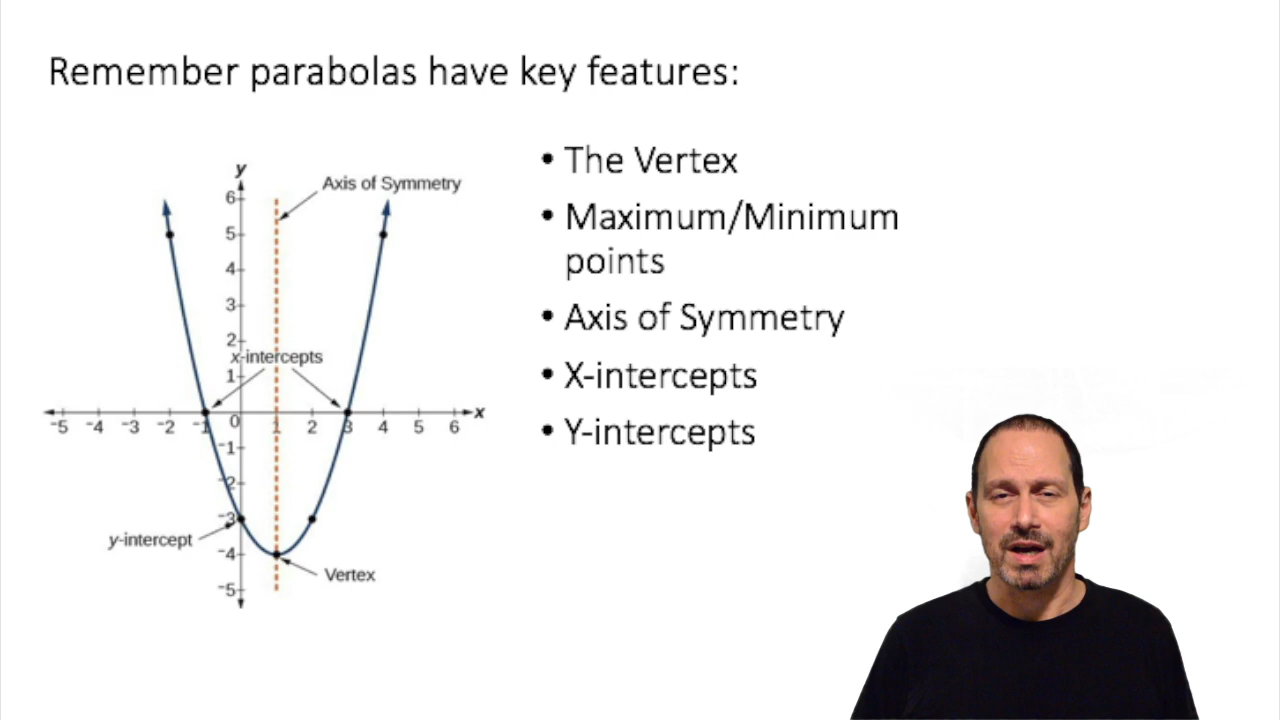 Remember parabolas have key features:
y
Axis of Symmetry
6
5
4
3
2
x-intercepts
1
x
-5 -4 -3 -2 -1 0 1 2 3 4 5 6
-1
-2
-3
y-intercept
-4
Vertex
-5
• The Vertex
• Maximum/Minimum
points
• Axis of Symmetry
• X-intercepts
• Y-intercepts